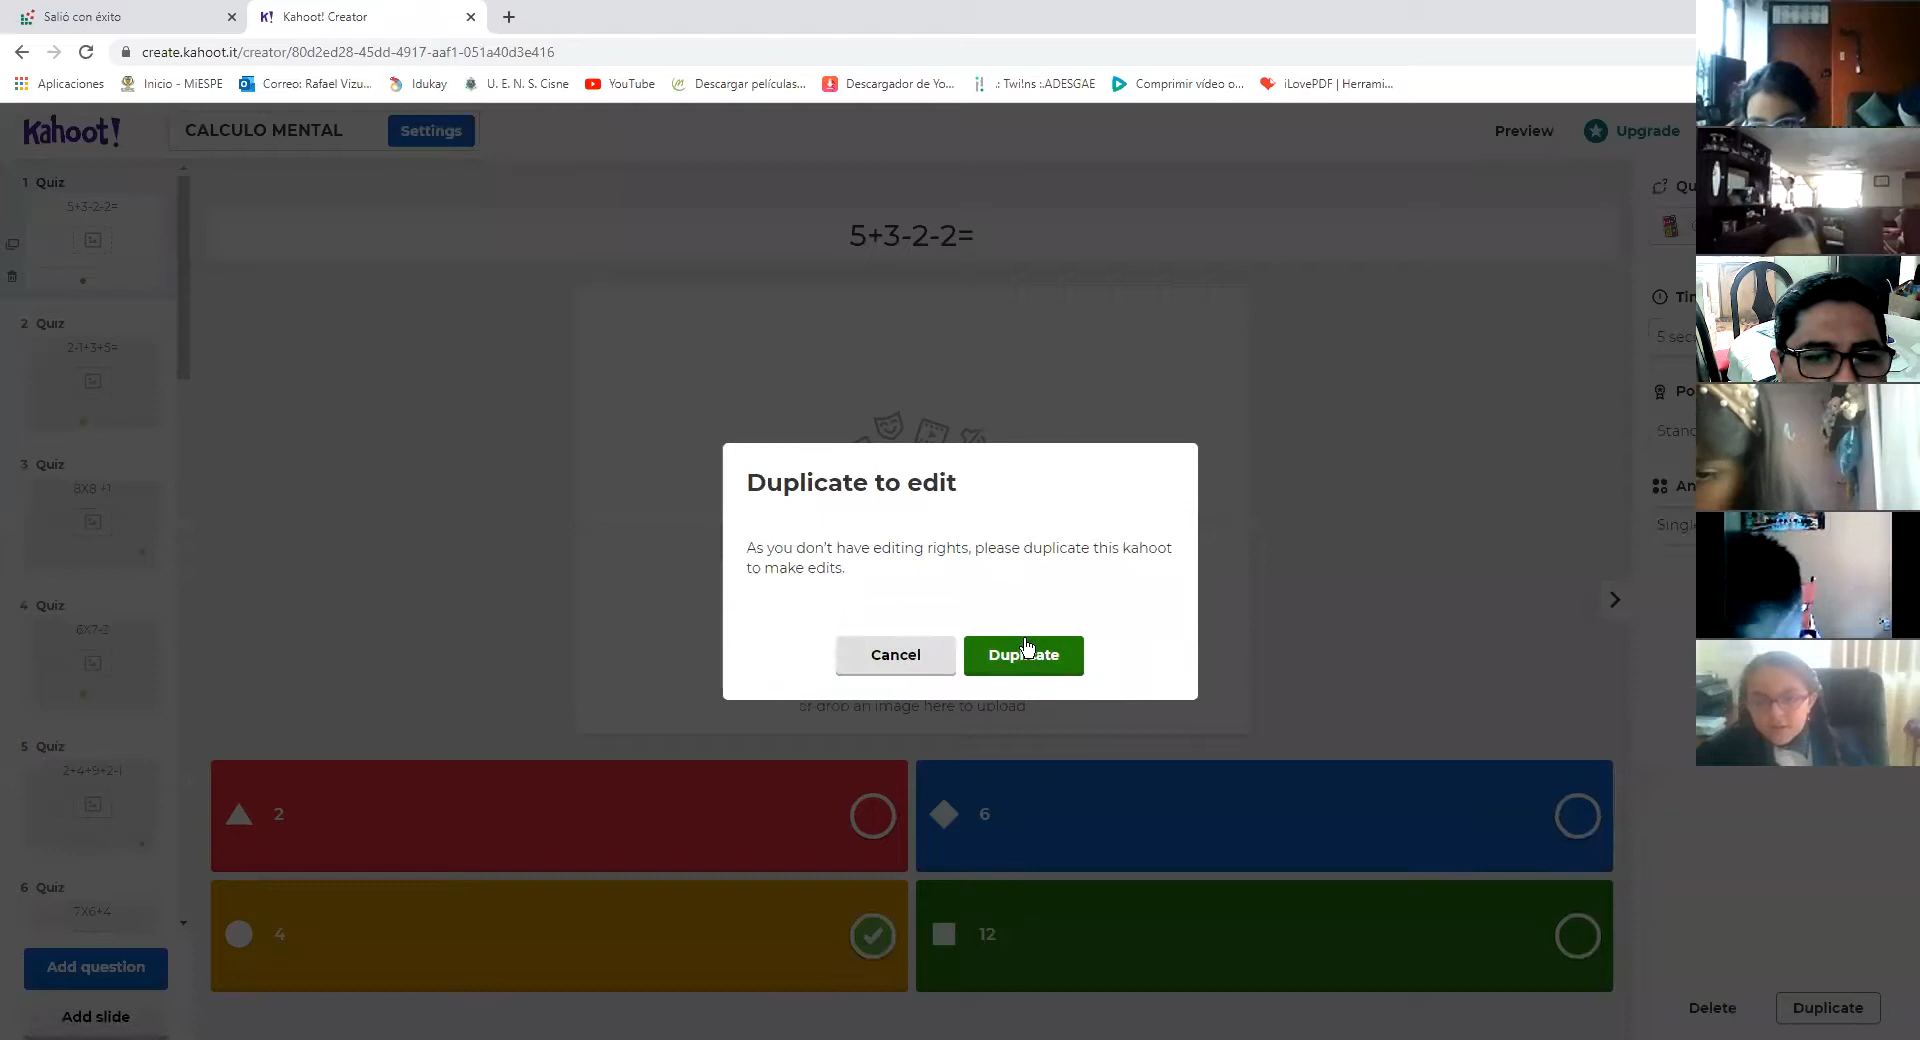 Salió con éxito
K! Kahoot! Creator
create.kahoot.it/creator/80d2ed28-45dd-4917-aaf1-051a40d3e416
Aplicaciones Inicio - MiESPE Correo: Rafael Vizu... Idukay U. E. N. S. Cisne YouTube Descargar películas... Descargador de Yo... .: Twi!ns :.ADESGAE Comprimir vídeo o... iLovePDF | Herrami...
Kahoot! CALCULO MENTAL Settings Preview Upgrade
1 Quiz
5+3-2-2=
2 Quiz
2-1+3+5=
3 Quiz
8X8 +1
4 Quiz
6X7-2
5 Quiz
2+4+9+2-1
6 Quiz
7X6+4
Add question
Add slide
5+3-2-2=
Duplicate to edit
As you don't have editing rights, please duplicate this kahoot
to make edits.
Cancel Duplicate
or drop an image here to upload
2
6
4
12
Delete Duplicate